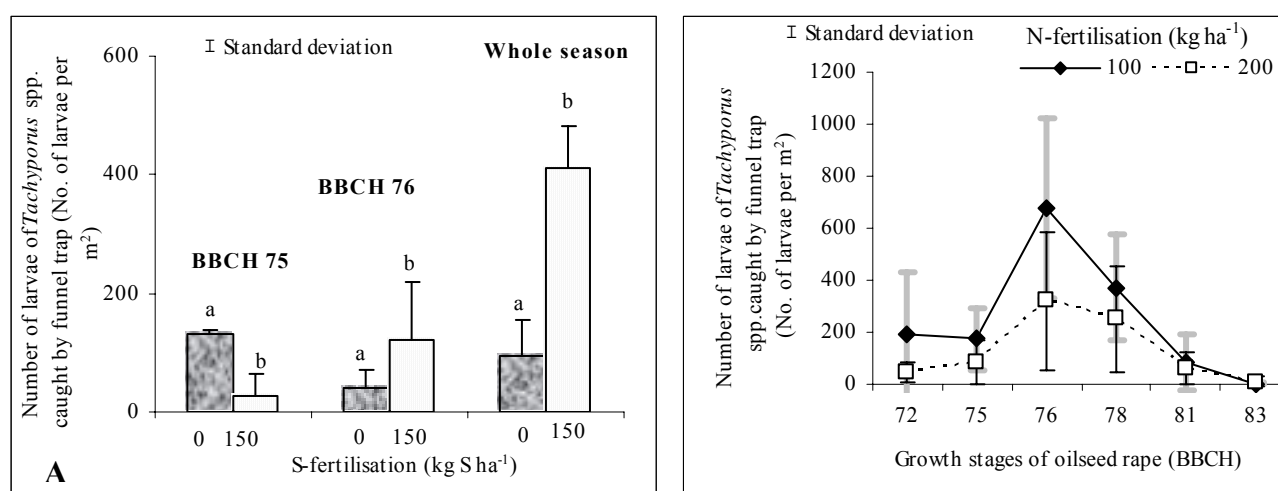 Number of larvae of Tachyporus spp.
caught by funnel trap (No. of larvae per
m²)
600
400
200
0
I Standard deviation
Whole season
BBCH 76
BBCH 75
a
b
a
b
a
b
0 150
0 150
0 150
S-fertilisation (kg S ha⁻¹)
A
I Standard deviation
N-fertilisation (kg ha⁻¹)
100 200
Number of larvae of Tachyporus
spp.caught by funnel trap
(No. of larvae per m²)
1200
1000
800
600
400
200
0
72 75 76 78 81 83
Growth stages of oilseed rape (BBCH)